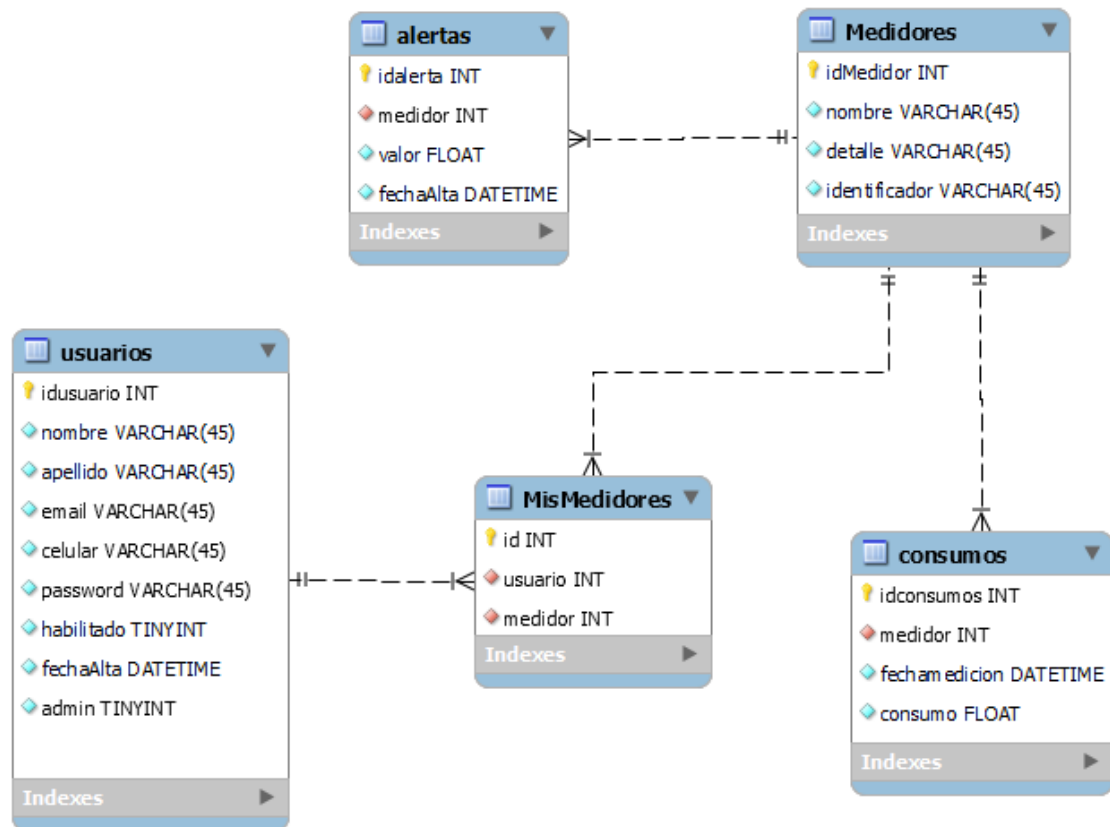 alertas
idalerta INT
medidor INT
valor FLOAT
fechaAlta DATETIME
Indexes
Medidores
idMedidor INT
nombre VARCHAR(45)
detalle VARCHAR(45)
identificador VARCHAR(45)
Indexes
usuarios
idusuario INT
nombre VARCHAR(45)
apellido VARCHAR(45)
email VARCHAR(45)
celular VARCHAR(45)
password VARCHAR(45)
habilitado TINYINT
fechaAlta DATETIME
admin TINYINT
Indexes
MisMedidores
id INT
usuario INT
medidor INT
Indexes
consumos
idconsumos INT
medidor INT
fechamedicion DATETIME
consumo FLOAT
Indexes